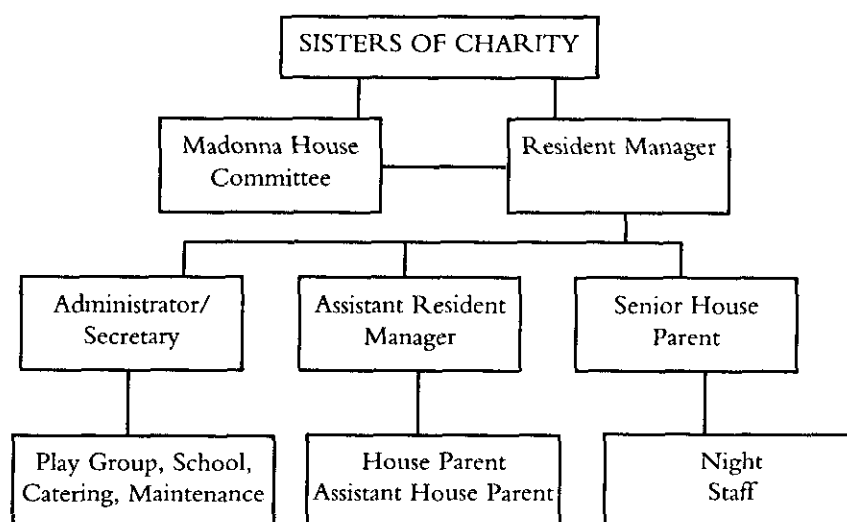 SISTERS OF CHARITY
Madonna House
Committee
Resident Manager
Administrator/
Secretary
Assistant Resident
Manager
Senior House
Parent
Play Group, School,
Catering, Maintenance
House Parent
Assistant House Parent
Night
Staff